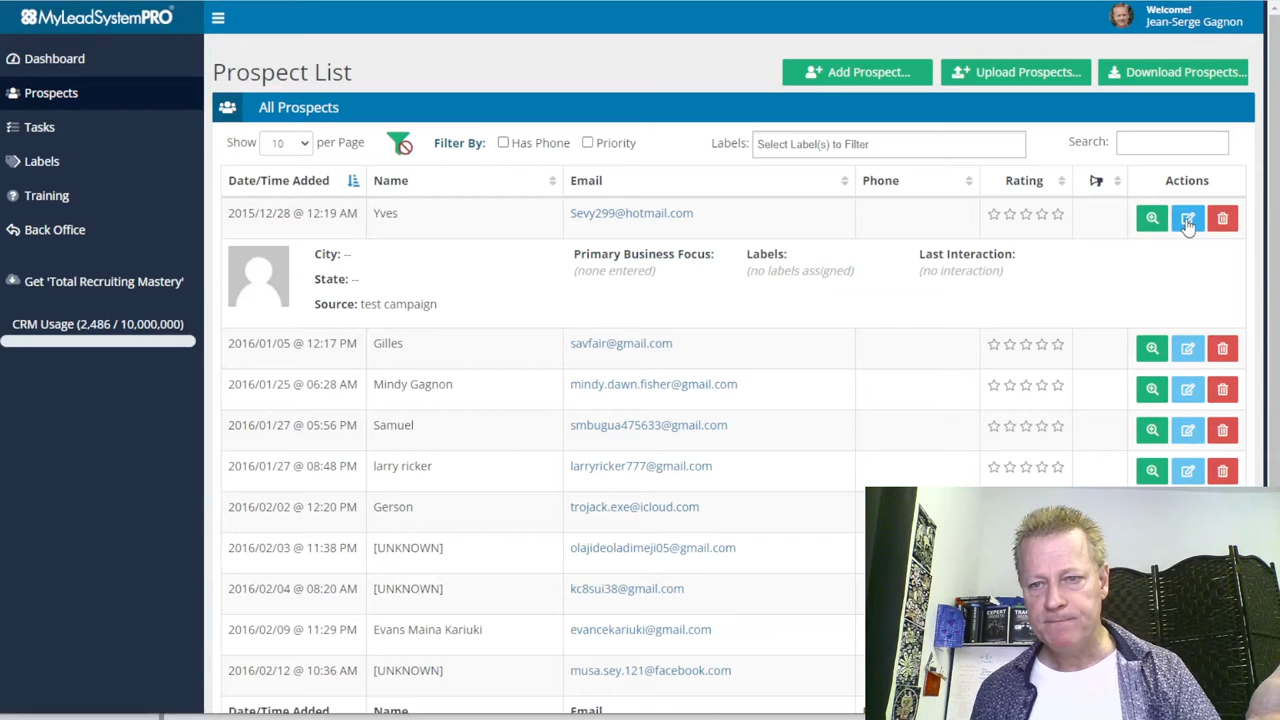 MyLeadSystemPRO®
Welcome!
Jean-Serge Gagnon
Dashboard
Prospects
Tasks
Labels
Training
Back Office
Get 'Total Recruiting Mastery'
CRM Usage (2,486 / 10,000,000)
Prospect List
Add Prospect...
Upload Prospects...
Download Prospects...
All Prospects
Show 10 per Page Filter By: Has Phone Priority Labels: Select Label(s) to Filter Search:
Date/Time Added Name Email Phone Rating Actions
2015/12/28 @ 12:19 AM Yves Sevy299@hotmail.com
City: -- Primary Business Focus: Labels: Last Interaction:
(none entered) (no labels assigned) (no interaction)
State: --
Source: test campaign
2016/01/05 @ 12:17 PM Gilles savfair@gmail.com
2016/01/25 @ 06:28 AM Mindy Gagnon mindy.dawn.fisher@gmail.com
2016/01/27 @ 05:56 PM Samuel smbugua475633@gmail.com
2016/01/27 @ 08:48 PM larry ricker larryricker777@gmail.com
2016/02/02 @ 12:20 PM Gerson trojack.exe@icloud.com
2016/02/03 @ 11:38 PM [UNKNOWN] olajideoladimeji05@gmail.com
2016/02/04 @ 08:20 AM [UNKNOWN] kc8sui38@gmail.com
2016/02/09 @ 11:29 PM Evans Maina Kariuki evancekariuki@gmail.com
2016/02/12 @ 10:36 AM [UNKNOWN] musa.sey.121@facebook.com
Date/Time Added Name Email
EXPERT